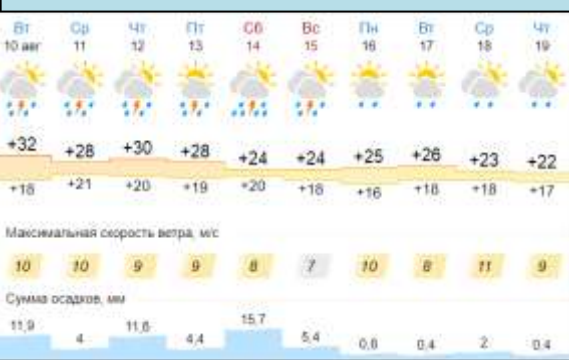 Вт Ср Чт Пт Сб Вс Пн Вт Ср Чт
10 авг 11 12 13 14 15 16 17 18 19
+32 +28 +30 +28 +24 +24 +25 +26 +23 +22
+18 +21 +20 +19 +20 +18 +16 +18 +18 +17
Максимальная скорость ветра, м/с
10 10 9 9 8 7 10 8 11 9
Сумма осадков, мм
11,9 4 11,6 4,4 15,7 5,4 0,6 0,4 2 0,4